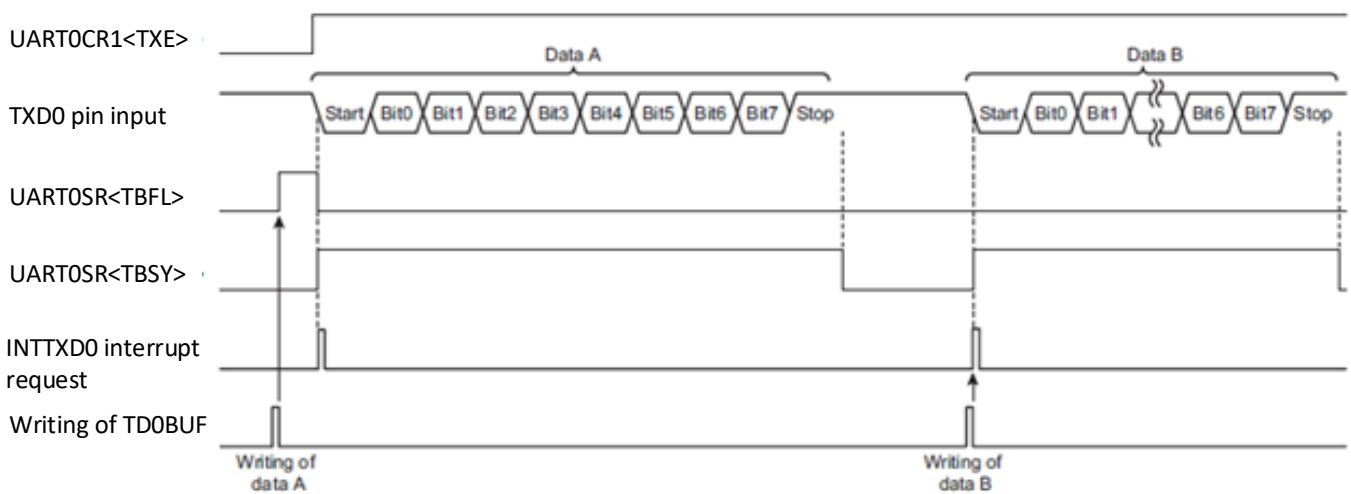 UART0CR1<TXE>
Data A
Data B
TXD0 pin input
Start Bit0 Bit1 Bit2 Bit3 Bit4 Bit5 Bit6 Bit7 Stop
Start Bit0 Bit1 Bit6 Bit7 Stop
UART0SR<TBFL>
UART0SR<TBSY>
INTTXD0 interrupt
request
Writing of TD0BUF
Writing of
data A
Writing of
data B